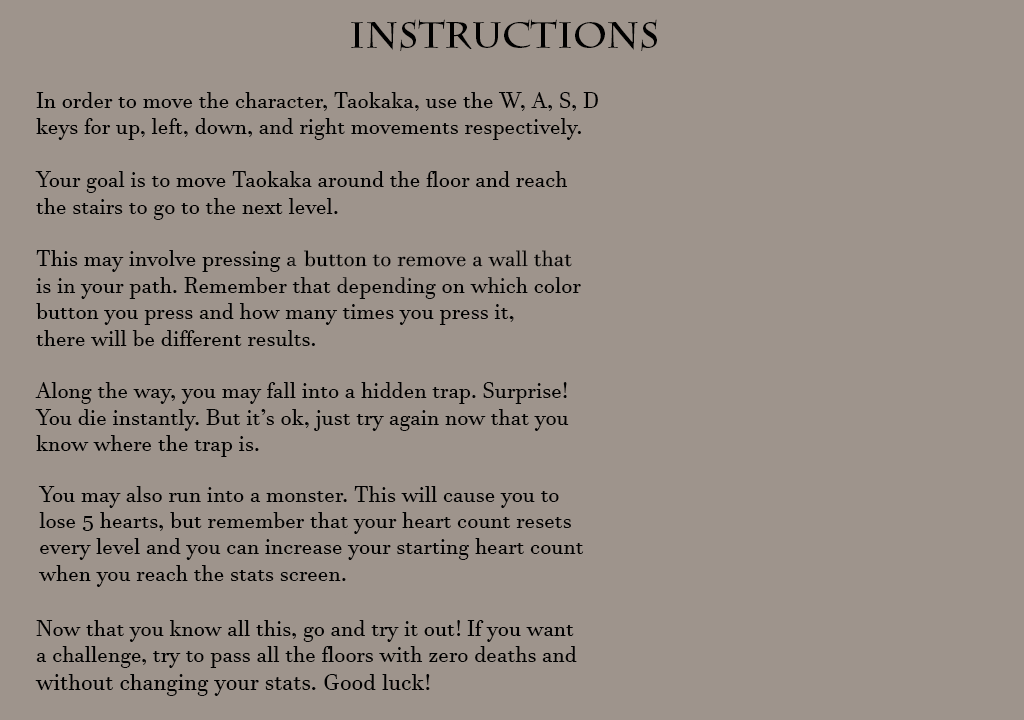 INSTRUCTIONS
In order to move the character, Taokaka, use the W, A, S, D
keys for up, left, down, and right movements respectively.
Your goal is to move Taokaka around the floor and reach
the stairs to go to the next level.
This may involve pressing a button to remove a wall that
is in your path. Remember that depending on which color
button you press and how many times you press it,
there will be different results.
Along the way, you may fall into a hidden trap. Surprise!
You die instantly. But it’s ok, just try again now that you
know where the trap is.
You may also run into a monster. This will cause you to
lose 5 hearts, but remember that your heart count resets
every level and you can increase your starting heart count
when you reach the stats screen.
Now that you know all this, go and try it out! If you want
a challenge, try to pass all the floors with zero deaths and
without changing your stats. Good luck!